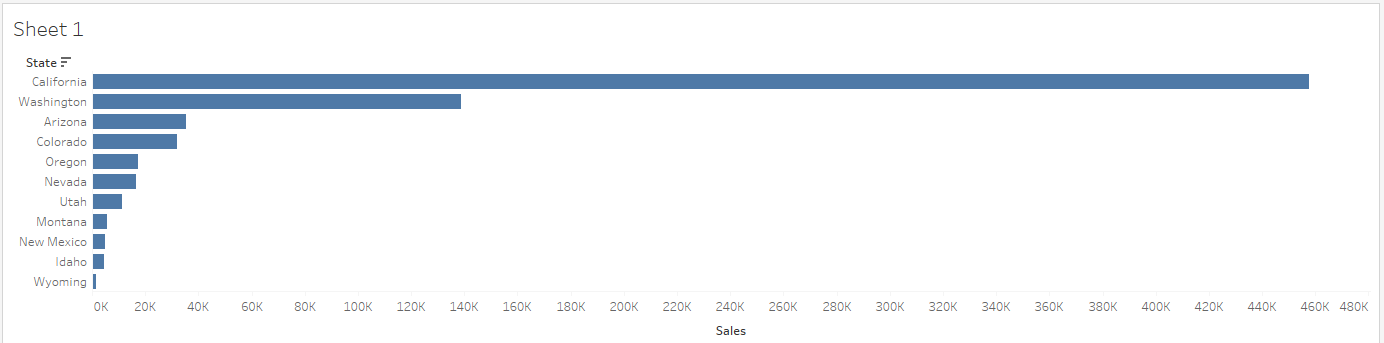 Sheet 1
State
California
Washington
Arizona
Colorado
Oregon
Nevada
Utah
Montana
New Mexico
Idaho
Wyoming
0K 20K 40K 60K 80K 100K 120K 140K 160K 180K 200K 220K 240K 260K 280K 300K 320K 340K 360K 380K 400K 420K 440K 460K 480K
Sales